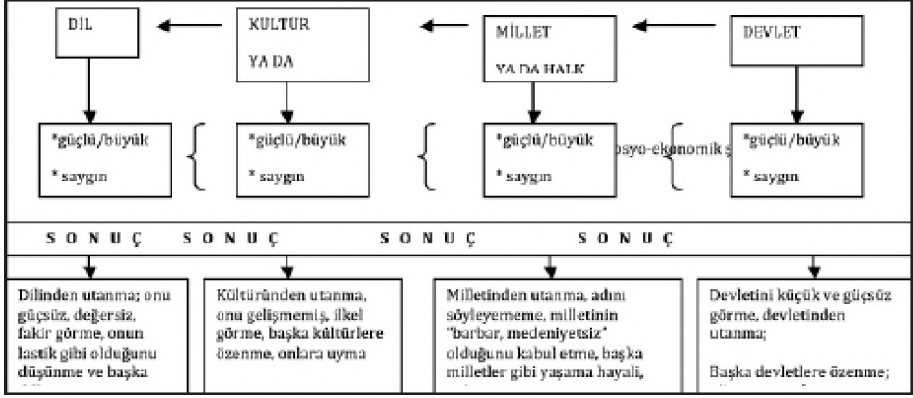 DİL
KÜLTÜR
YA DA
MİLLET
YA DA HALK
DEVLET
*güçlü/büyük
* saygın
*güçlü/büyük
* saygın
*güçlü/büyük
* saygın
osyo-ekonomik ş
*güçlü/büyük
* saygın
S O N U Ç S O N U Ç S O N U Ç S O N U Ç
Dilinden utanma; onu
güçsüz, değersiz,
fakir görme, onun
lastik gibi olduğunu
düşünme ve başka
Kültüründen utanma,
onu gelişmemiş, ilkel
görme, başka kültürlere
özenme, onlara uyma
Milletinden utanma, adını
söyleyememe, milletinin
"barbar, medeniyetsiz"
olduğunu kabul etme, başka
milletler gibi yaşama hayali,
Devletini küçük ve güçsüz
görme, devletinden
utanma;
Başka devletlere özenme;